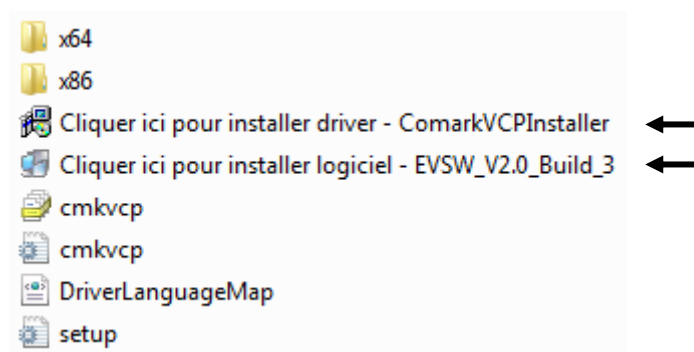 x64
x86
Cliquer ici pour installer driver - ComarkVCPInstaller
Cliquer ici pour installer logiciel - EVSW_V2.0_Build_3
cmkvcp
cmkvcp
DriverLanguageMap
setup